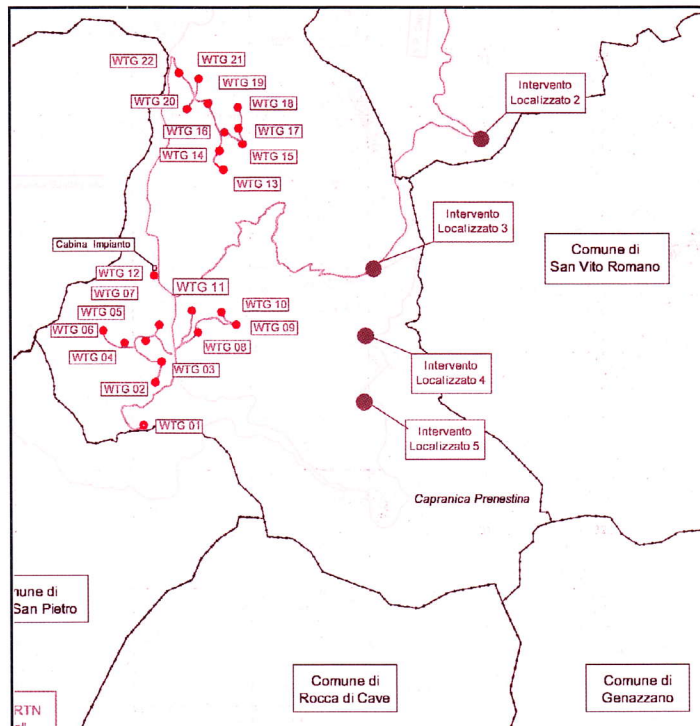 WTG 22
WTG 21
WTG 19
WTG 20
WTG 18
WTG 16
WTG 17
WTG 14
WTG 15
WTG 13
Intervento
Localizzato 2
Intervento
Localizzato 3
Comune di
San Vito Romano
Cabina Impianto
WTG 12
WTG 07
WTG 11
WTG 05
WTG 10
WTG 06
WTG 09
WTG 04
WTG 08
WTG 03
WTG 02
WTG 01
Intervento
Localizzato 4
Intervento
Localizzato 5
Capranica Prenestina
mune di
San Pietro
Comune di
Rocca di Cave
Comune di
Genazzano
RTN